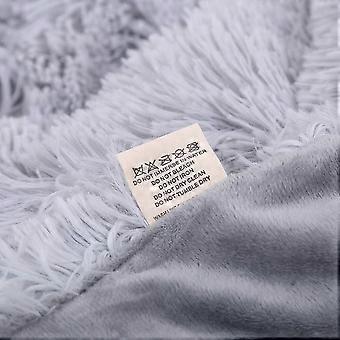 DO NOT IMMERSE IN WATER
DO NOT BLEACH
DO NOT IRON
DO NOT DRY CLEAN
DO NOT TUMBLE DRY